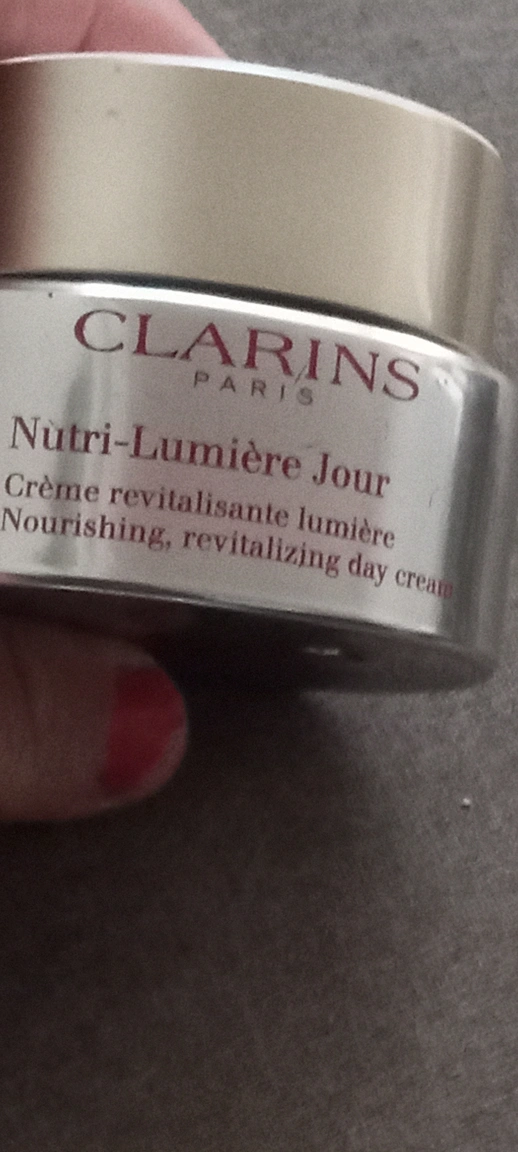 CLARINS
PARIS
Nutri-Lumière Jour
Crème revitalisante lumière
Nourishing, revitalizing day cream